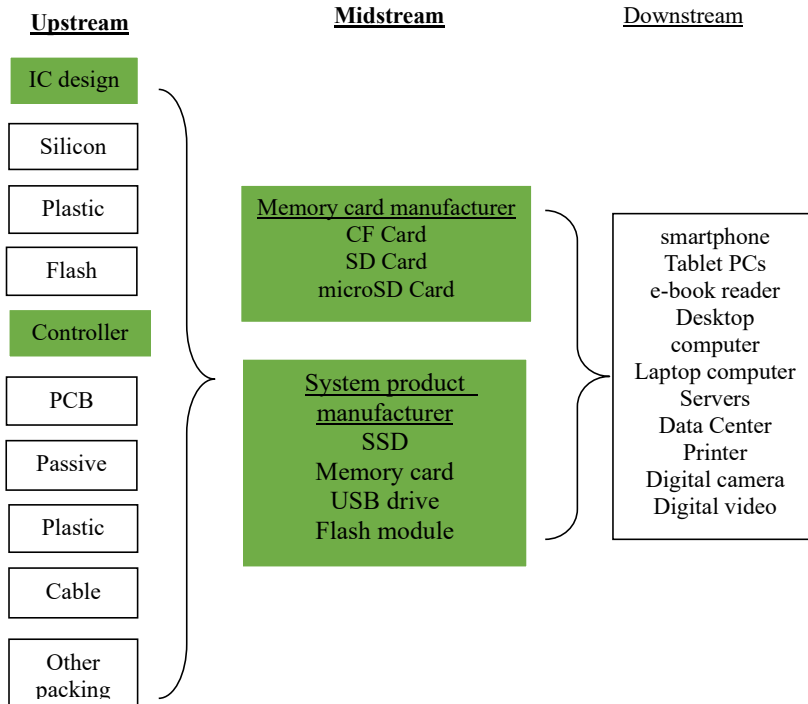 Upstream
Midstream
Downstream
IC design
Silicon
Plastic
Flash
Controller
PCB
Passive
Plastic
Cable
Other
packing
Memory card manufacturer
CF Card
SD Card
microSD Card
System product
manufacturer
SSD
Memory card
USB drive
Flash module
smartphone
Tablet PCs
e-book reader
Desktop
computer
Laptop computer
Servers
Data Center
Printer
Digital camera
Digital video